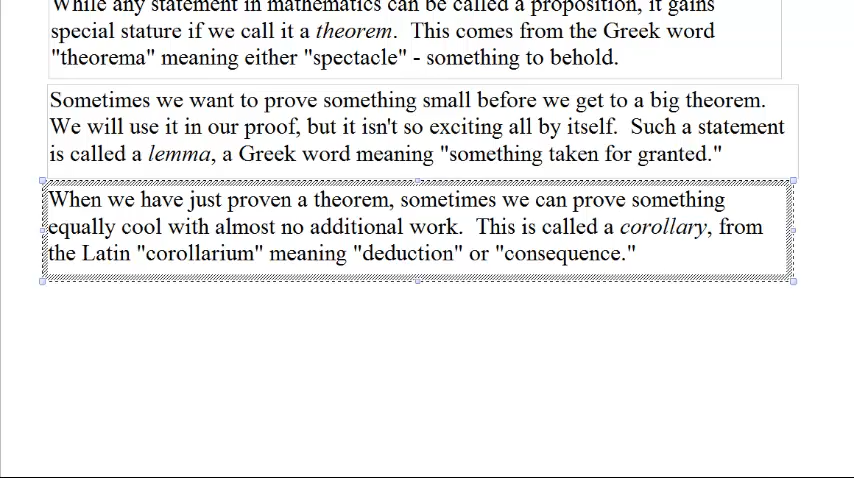 While any statement in mathematics can be called a proposition, it gains
special stature if we call it a theorem.  This comes from the Greek word
"theorema" meaning either "spectacle" - something to behold.
Sometimes we want to prove something small before we get to a big theorem.
We will use it in our proof, but it isn't so exciting all by itself.  Such a statement
is called a lemma, a Greek word meaning "something taken for granted."
When we have just proven a theorem, sometimes we can prove something
equally cool with almost no additional work.  This is called a corollary, from
the Latin "corollarium" meaning "deduction" or "consequence."